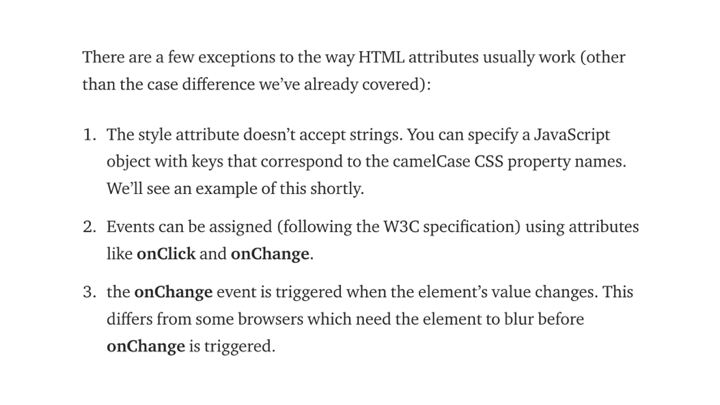 There are a few exceptions to the way HTML attributes usually work (other
than the case difference we’ve already covered):
1. The style attribute doesn’t accept strings. You can specify a JavaScript
object with keys that correspond to the camelCase CSS property names.
We’ll see an example of this shortly.
2. Events can be assigned (following the W3C specification) using attributes
like onClick and onChange.
3. the onChange event is triggered when the element’s value changes. This
differs from some browsers which need the element to blur before
onChange is triggered.